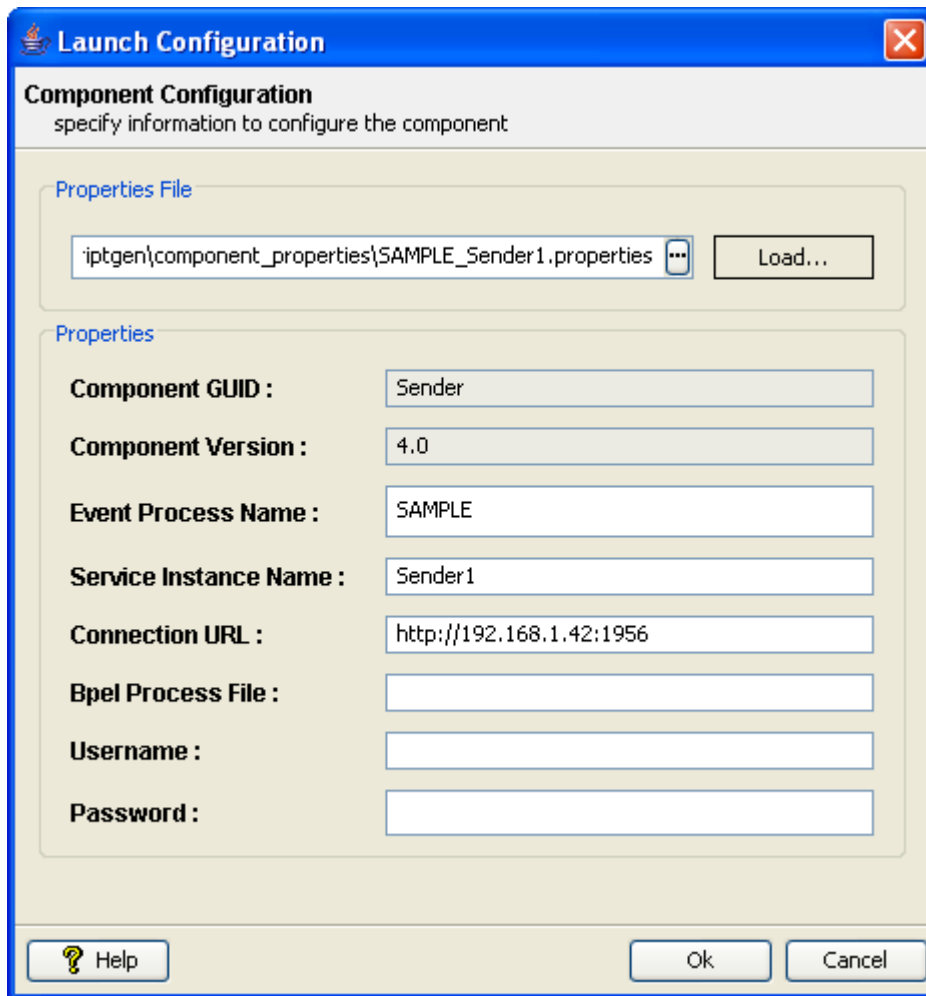 Launch Configuration
Component Configuration
specify information to configure the component
Properties File
iptgen\component_properties\SAMPLE_Sender1.properties ... Load...
Properties
Component GUID : Sender
Component Version : 4.0
Event Process Name : SAMPLE
Service Instance Name : Sender1
Connection URL : http://192.168.1.42:1956
Bpel Process File :
Username :
Password :
? Help Ok Cancel